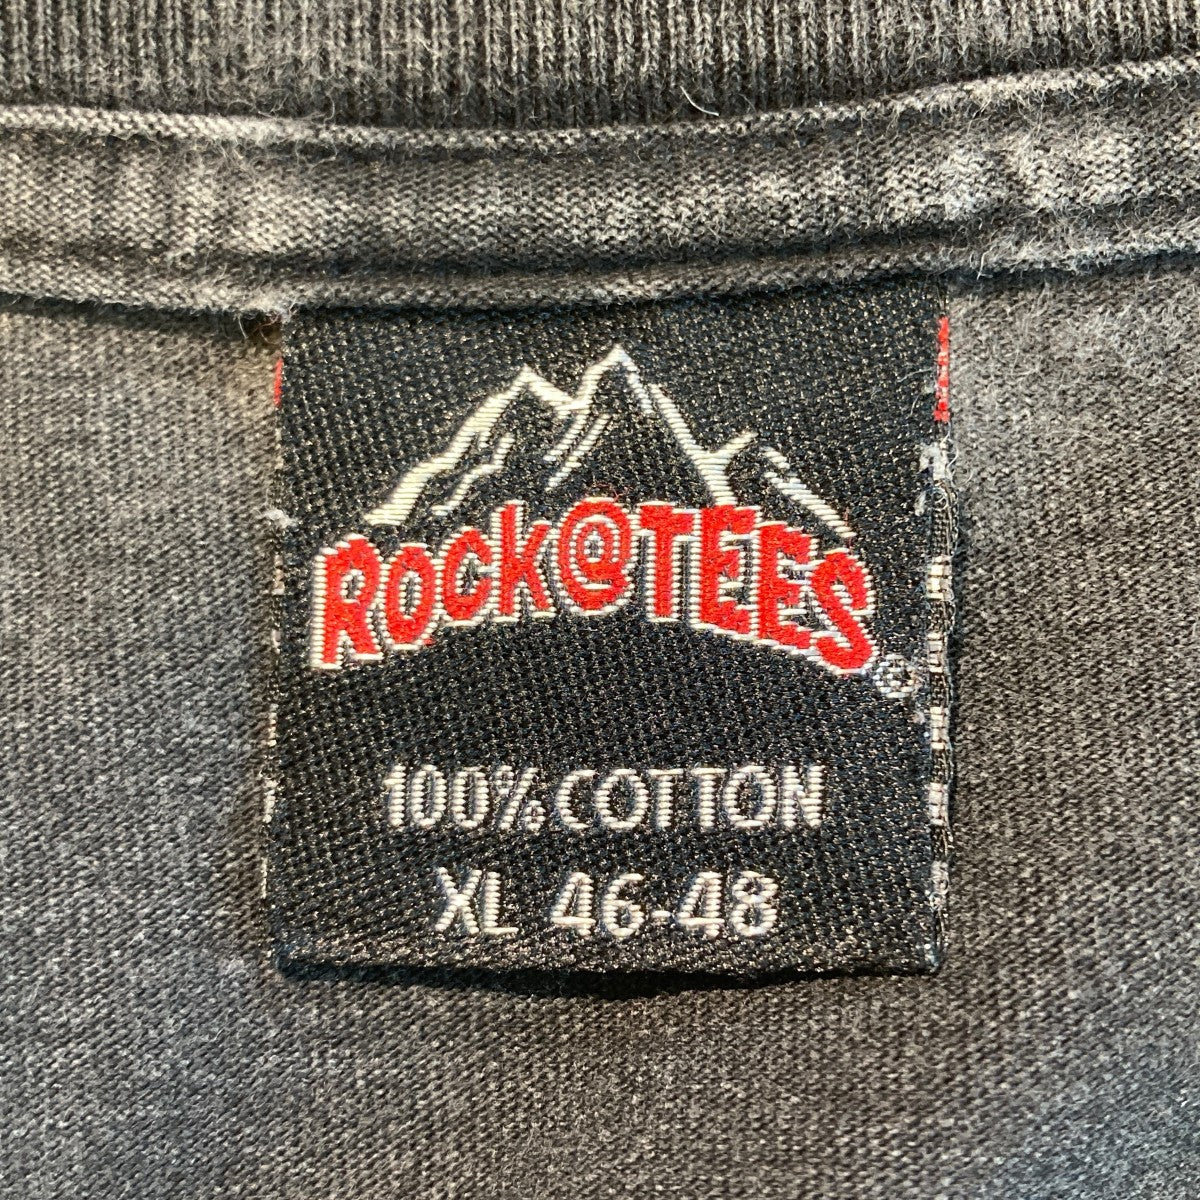 ROCK@TEES®
100% COTTON
XL 46-48